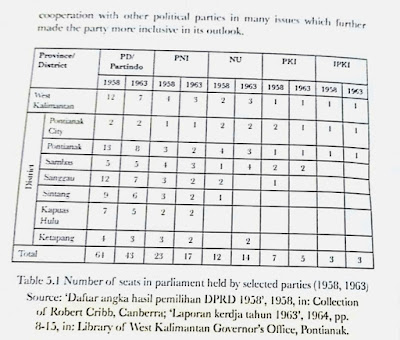 cooperation with other political parties in many issues which further
made the party more inclusive in its outlook.
Province/ District PD/ Partindo PNI NU PKI IPKI
1958 1963 1958 1963 1958 1963 1958 1963 1958 1963
West Kalimantan 12 7 4 3 2 3 1 1 1 1
District
Pontianak City 2 2 1 1 2 2 2 1 1 1
Pontianak 13 8 3 2 4 3 1 1 1 1
Sambas 5 5 4 3 1 4 2 2
Sanggau 12 7 3 2 2 2 1
Sintang 9 6 3 2 1
Kapuas Hulu 7 5 2 2
Ketapang 4 3 3 2 2
Total 64 43 23 17 12 14 7 5 3 3
Table 5.1 Number of seats in parliament held by selected parties (1958, 1963)
Source: 'Daftar angka hasil pemilihan DPRD 1958', 1958, in: Collection
of Robert Cribb, Canberra; 'Laporan kerdja tahun 1963', 1964, pp.
8-15, in: Library of West Kalimantan Governor's Office, Pontianak.